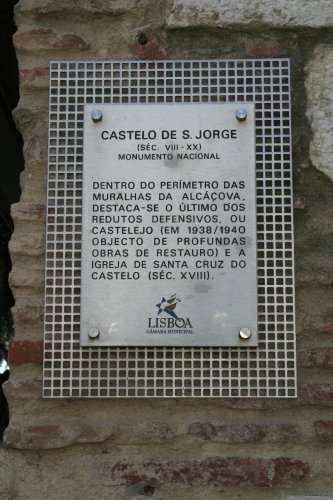 CASTELO DE S. JORGE
(SÉC. VIII - XX)
MONUMENTO NACIONAL
DENTRO DO PERÍMETRO DAS
MURALHAS DA ALCÁÇOVA,
DESTACA-SE O ÚLTIMO DOS
REDUTOS DEFENSIVOS, OU
CASTELEJO (EM 1938/1940
OBJECTO DE PROFUNDAS
OBRAS DE RESTAURO) E A
IGREJA DE SANTA CRUZ DO
CASTELO (SÉC. XVIII).
LISBOA
CÂMARA MUNICIPAL